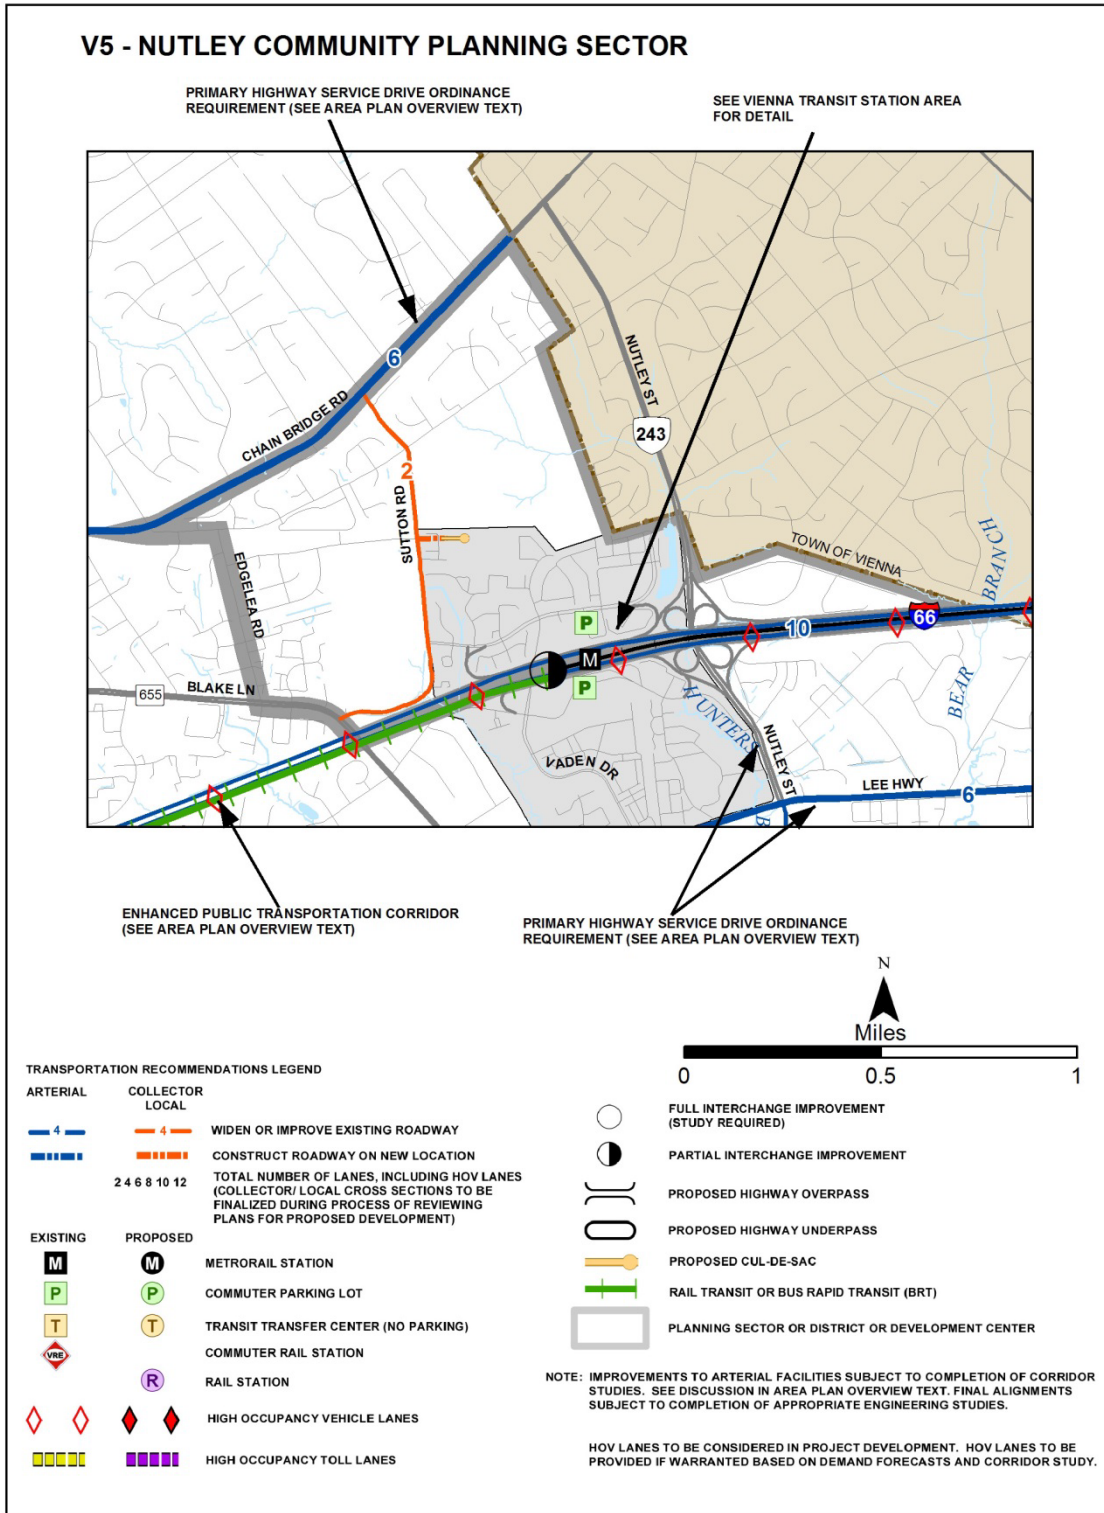 V5 - NUTLEY COMMUNITY PLANNING SECTOR
PRIMARY HIGHWAY SERVICE DRIVE ORDINANCE
REQUIREMENT (SEE AREA PLAN OVERVIEW TEXT)
SEE VIENNA TRANSIT STATION AREA
FOR DETAIL
6
CHAIN BRIDGE RD
NUTLEY ST
243
2
SUTTON RD
EDGELEA RD
TOWN OF VIENNA
BRANCH
BEAR
66
10
P
M
P
655
BLAKE LN
HUNTERS
B
VADEN DR
NUTLEY ST
LEE HWY
6
ENHANCED PUBLIC TRANSPORTATION CORRIDOR
(SEE AREA PLAN OVERVIEW TEXT)
PRIMARY HIGHWAY SERVICE DRIVE ORDINANCE
REQUIREMENT (SEE AREA PLAN OVERVIEW TEXT)
N
Miles
0 0.5 1
TRANSPORTATION RECOMMENDATIONS LEGEND
ARTERIAL COLLECTOR
LOCAL
4 4 WIDEN OR IMPROVE EXISTING ROADWAY
CONSTRUCT ROADWAY ON NEW LOCATION
2 4 6 8 10 12 TOTAL NUMBER OF LANES, INCLUDING HOV LANES
(COLLECTOR/ LOCAL CROSS SECTIONS TO BE
FINALIZED DURING PROCESS OF REVIEWING
PLANS FOR PROPOSED DEVELOPMENT)
EXISTING PROPOSED
M M METRORAIL STATION
P P COMMUTER PARKING LOT
T T TRANSIT TRANSFER CENTER (NO PARKING)
VRE COMMUTER RAIL STATION
R RAIL STATION
HIGH OCCUPANCY VEHICLE LANES
HIGH OCCUPANCY TOLL LANES
FULL INTERCHANGE IMPROVEMENT
(STUDY REQUIRED)
PARTIAL INTERCHANGE IMPROVEMENT
PROPOSED HIGHWAY OVERPASS
PROPOSED HIGHWAY UNDERPASS
PROPOSED CUL-DE-SAC
RAIL TRANSIT OR BUS RAPID TRANSIT (BRT)
PLANNING SECTOR OR DISTRICT OR DEVELOPMENT CENTER
NOTE: IMPROVEMENTS TO ARTERIAL FACILITIES SUBJECT TO COMPLETION OF CORRIDOR
STUDIES. SEE DISCUSSION IN AREA PLAN OVERVIEW TEXT. FINAL ALIGNMENTS
SUBJECT TO COMPLETION OF APPROPRIATE ENGINEERING STUDIES.
HOV LANES TO BE CONSIDERED IN PROJECT DEVELOPMENT. HOV LANES TO BE
PROVIDED IF WARRANTED BASED ON DEMAND FORECASTS AND CORRIDOR STUDY.